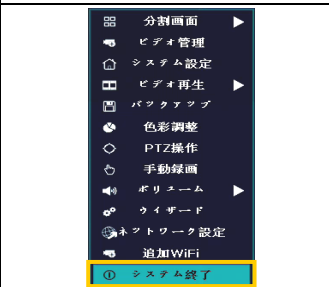 分割画面
ビデオ管理
システム設定
ビデオ再生
バックアップ
色彩調整
PTZ操作
手動録画
ボリューム
ウイザード
ネットワーク設定
追加WiFi
システム終了